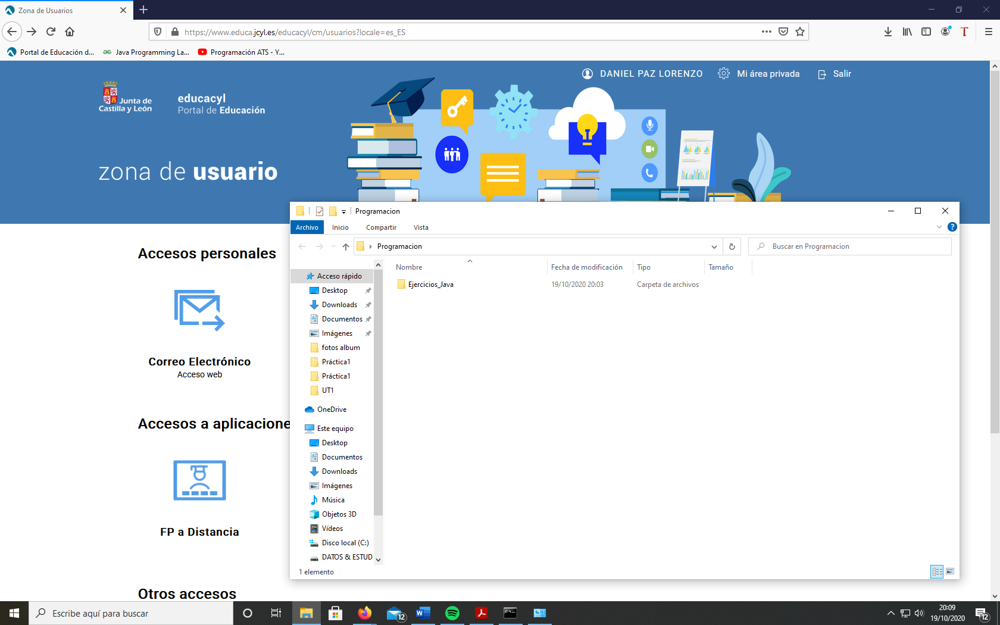 Zona de Usuarios
https://www.educa.jcyl.es/educacyl/cm/usuarios?locale=es_ES
Portal de Educación d...
Java Programming La...
Programación ATS - Y...
DANIEL PAZ LORENZO
Mi área privada
Salir
Junta de
Castilla y León
educacyl
Portal de Educación
zona de usuario
Programacion
Archivo
Inicio
Compartir
Vista
Programacion
Buscar en Programacion
Nombre
Fecha de modificación
Tipo
Tamaño
Ejercicios_Java
19/10/2020 20:03
Carpeta de archivos
Acceso rápido
Desktop
Downloads
Documentos
Imágenes
fotos album
Práctica1
Práctica1
UT1
OneDrive
Este equipo
Desktop
Documentos
Downloads
Imágenes
Música
Objetos 3D
Vídeos
Disco local (C:)
DATOS & ESTUD
1 elemento
Accesos personales
Correo Electrónico
Acceso web
Accesos a aplicacione
FP a Distancia
Otros accesos
Escribe aquí para buscar
12
20:09
19/10/2020
12